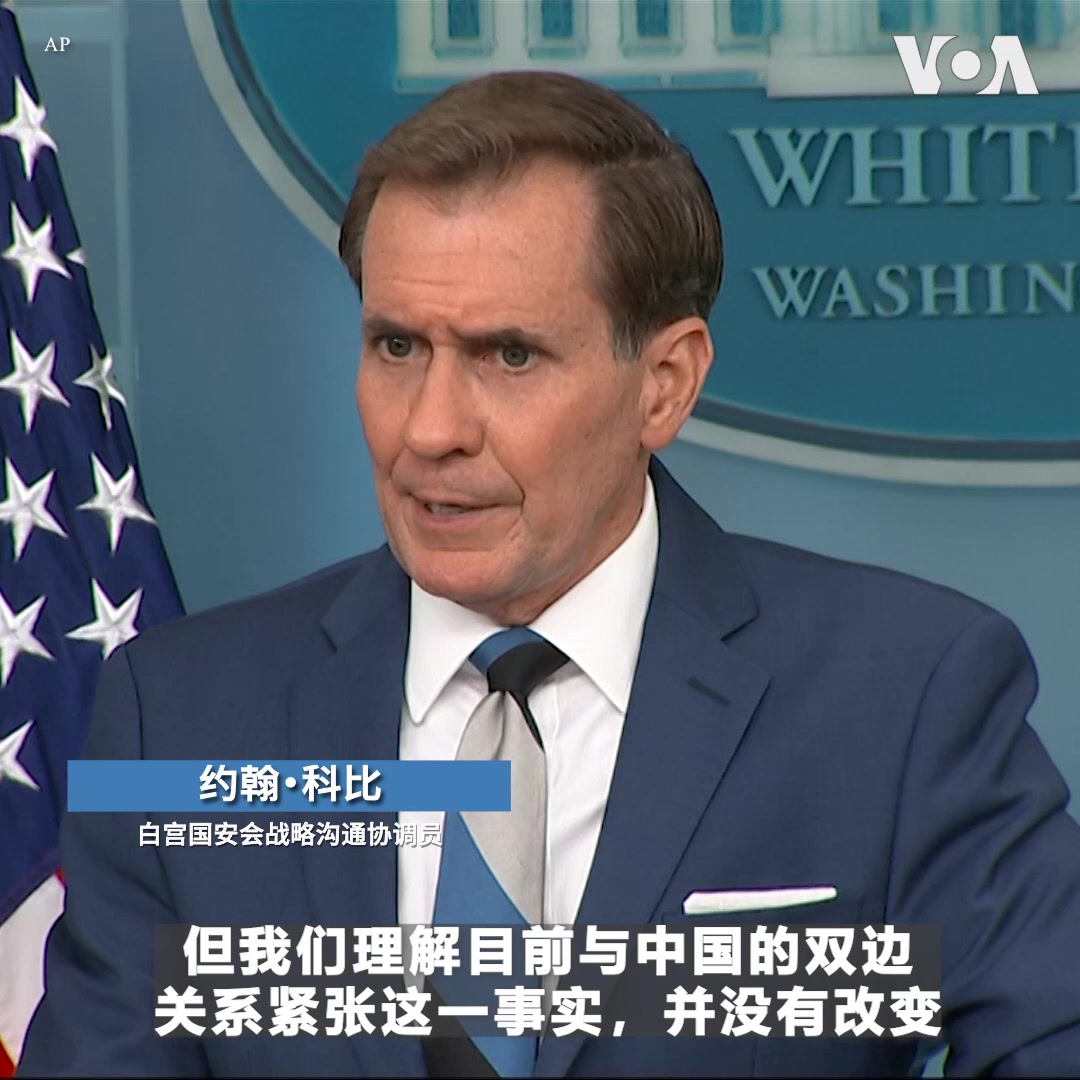 AP
VOA
WHIT
WASHIN
约翰·科比
白宫国安会战略沟通协调员
但我们理解目前与中国的双边
关系紧张这一事实，并没有改变